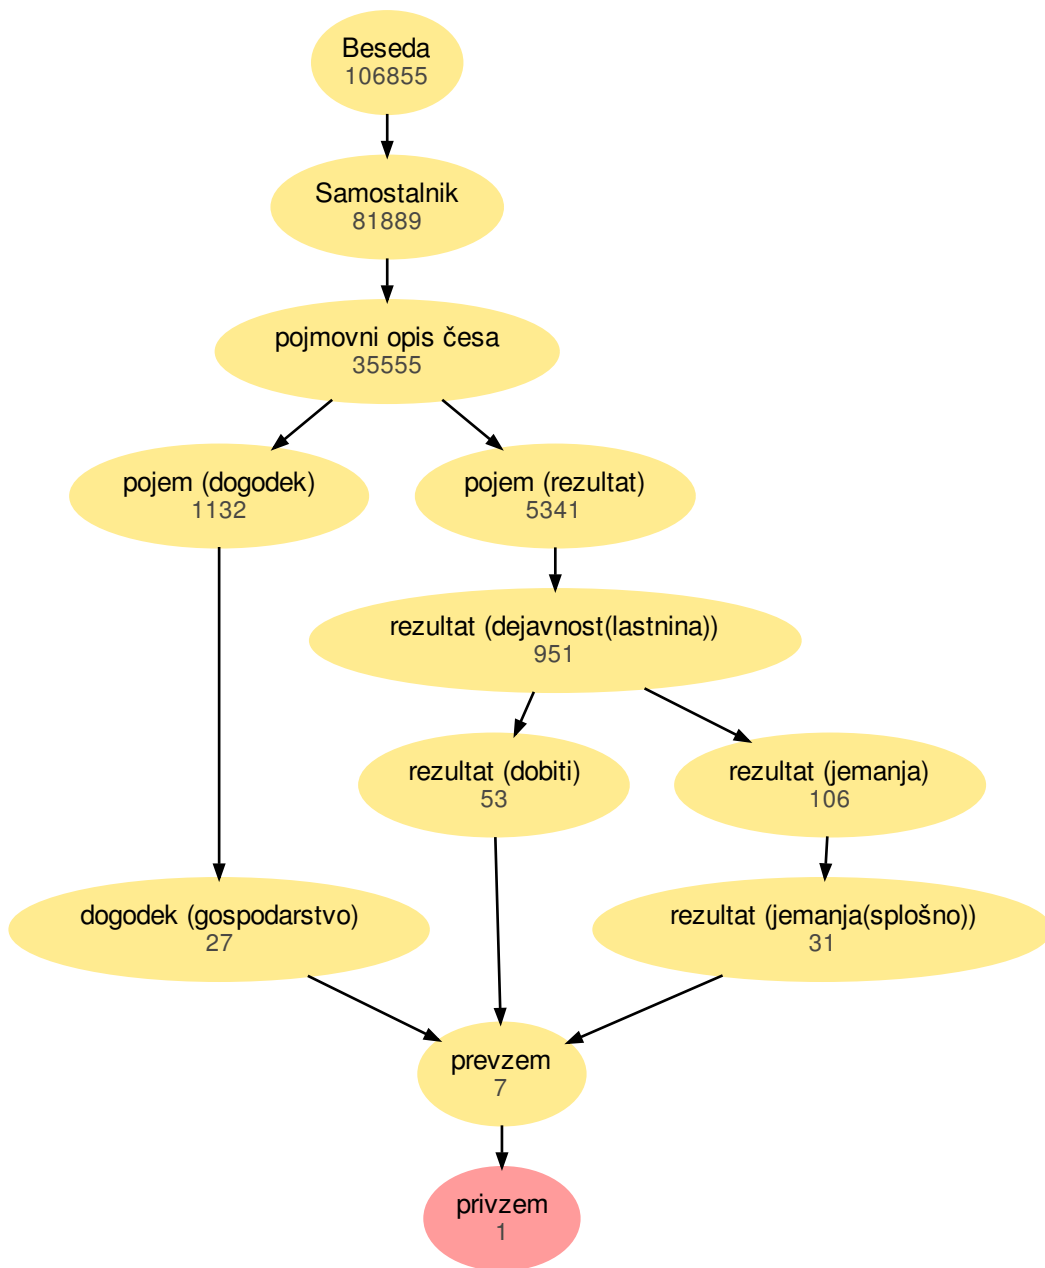 Beseda
106855
Samostalnik
81889
pojmovni opis česa
35555
pojem (dogodek)
1132
pojem (rezultat)
5341
rezultat (dejavnost(lastnina))
951
rezultat (dobiti)
53
rezultat (jemanja)
106
dogodek (gospodarstvo)
27
rezultat (jemanja(splošno))
31
prevzem
7
privzem
1